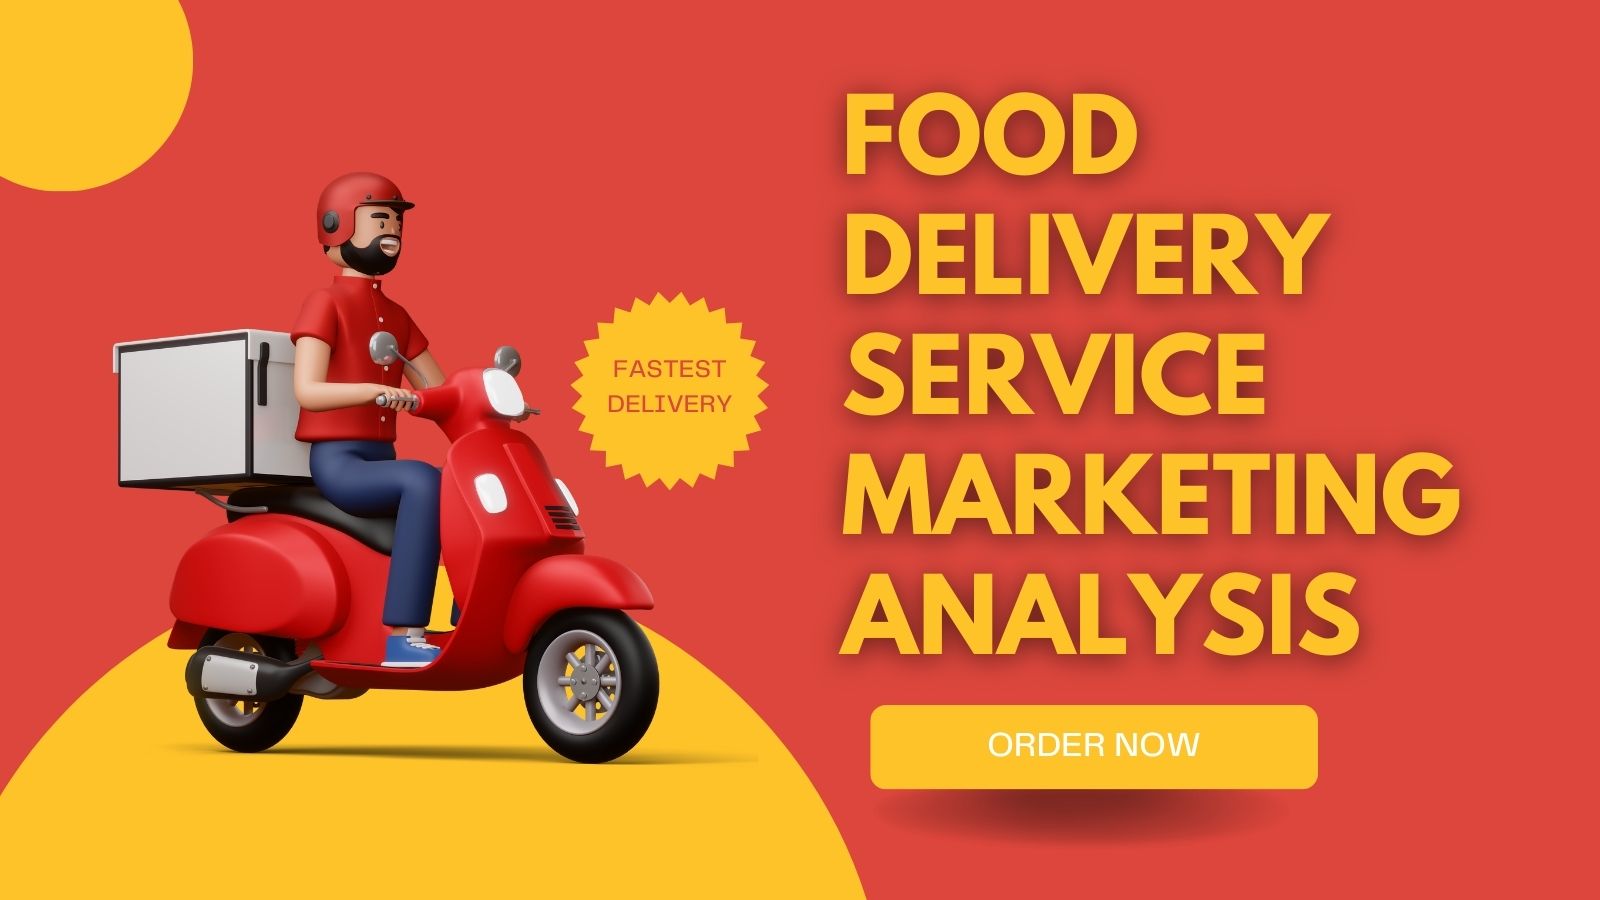 FASTEST
DELIVERY
FOOD
DELIVERY
SERVICE
MARKETING
ANALYSIS
ORDER NOW